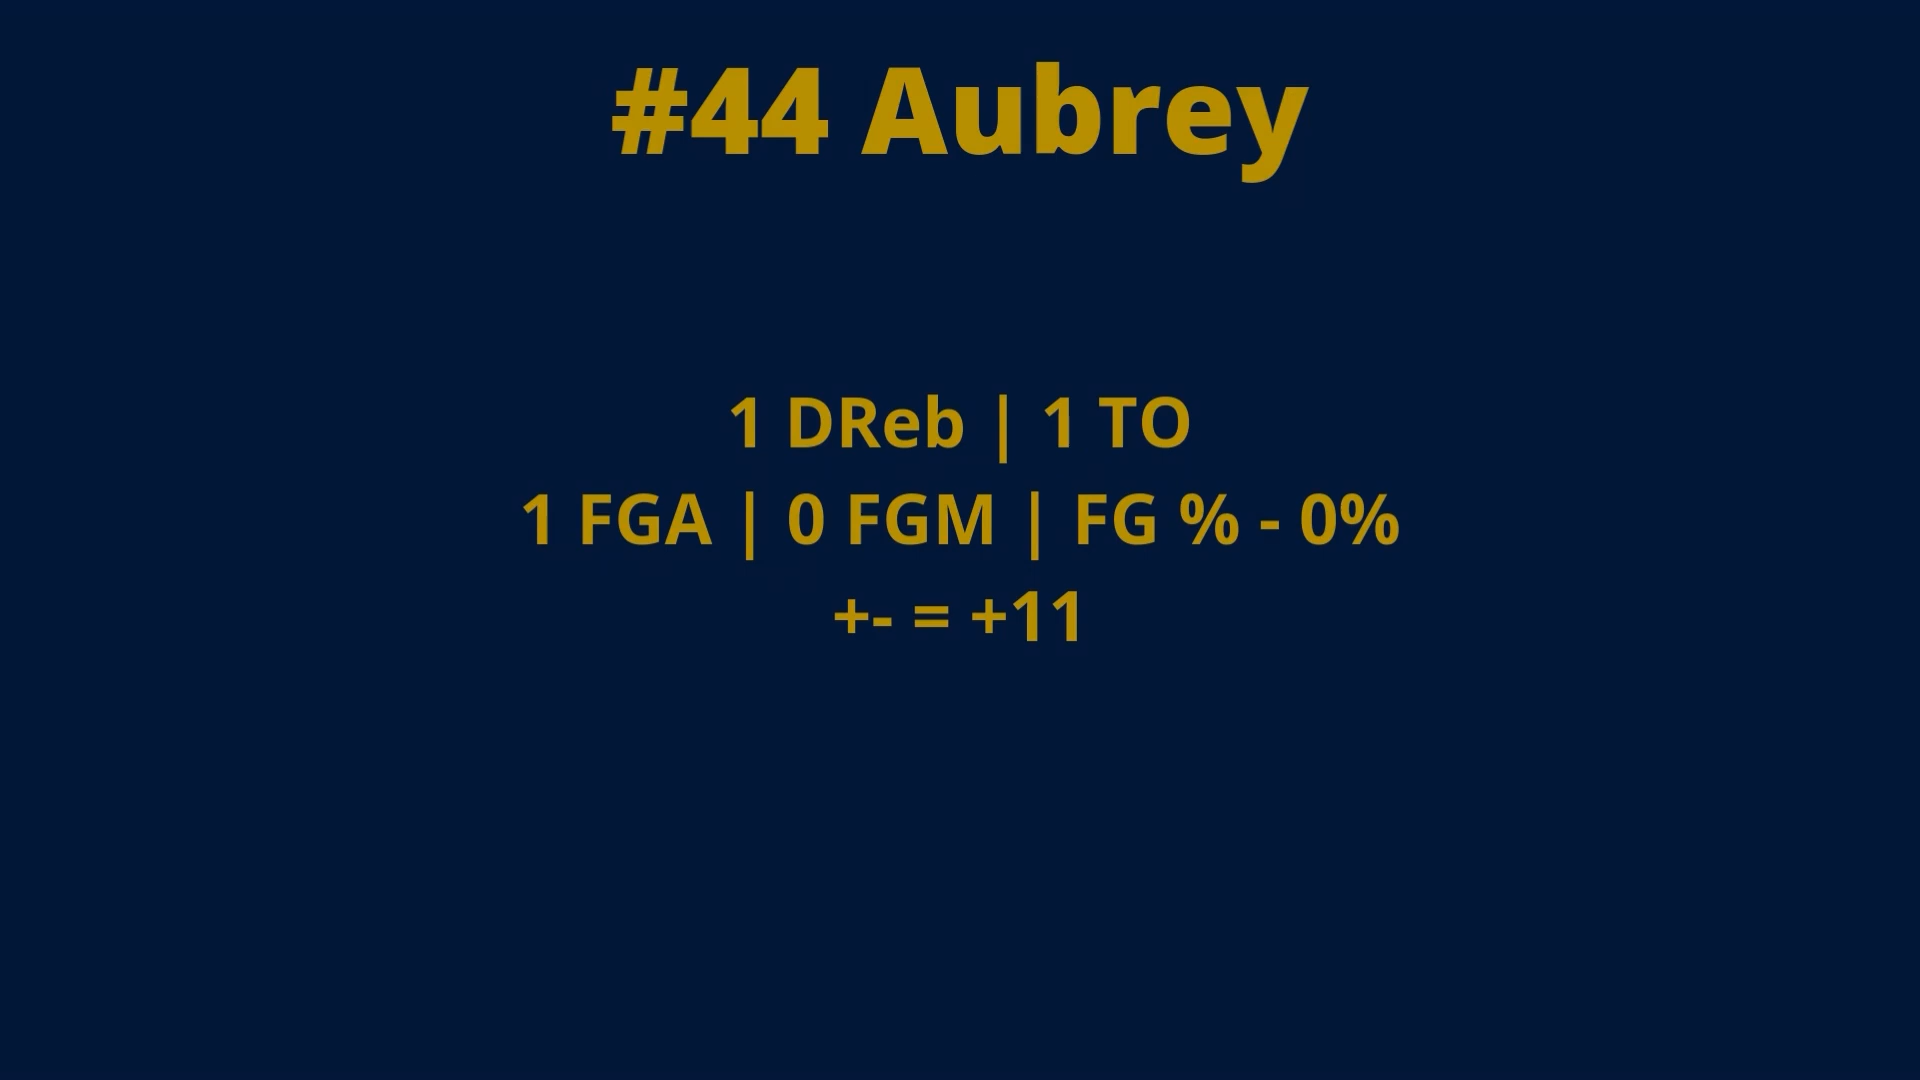 #44 Aubrey
1 DReb | 1 TO
1 FGA | 0 FGM | FG % - 0%
+- = +11